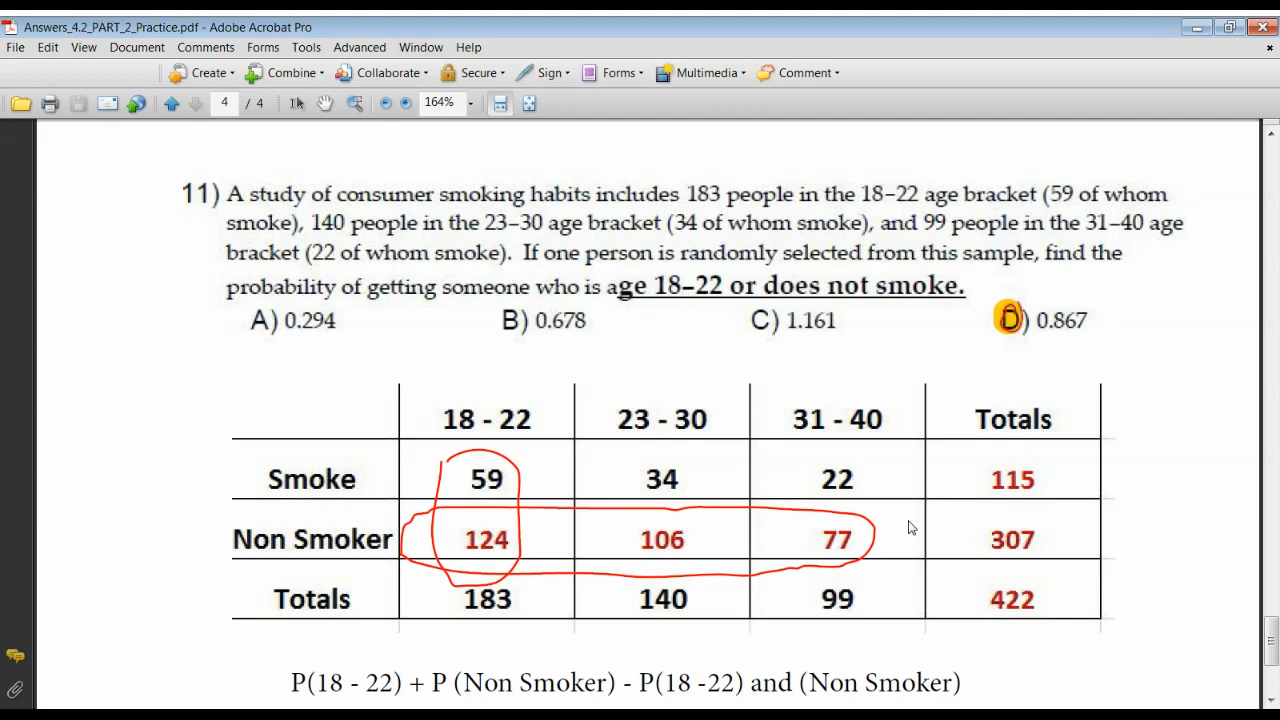 Answers_4.2_PART_2_Practice.pdf - Adobe Acrobat Pro
File Edit View Document Comments Forms Tools Advanced Window Help
Create Combine Collaborate Secure Sign Forms Multimedia Comment
4 / 4 164%
11) A study of consumer smoking habits includes 183 people in the 18–22 age bracket (59 of whom
smoke), 140 people in the 23–30 age bracket (34 of whom smoke), and 99 people in the 31–40 age
bracket (22 of whom smoke). If one person is randomly selected from this sample, find the
probability of getting someone who is age 18–22 or does not smoke.
A) 0.294 B) 0.678 C) 1.161 D) 0.867
18 - 22 23 - 30 31 - 40 Totals
Smoke 59 34 22 115
Non Smoker 124 106 77 307
Totals 183 140 99 422
P(18 - 22) + P (Non Smoker) - P(18 -22) and (Non Smoker)